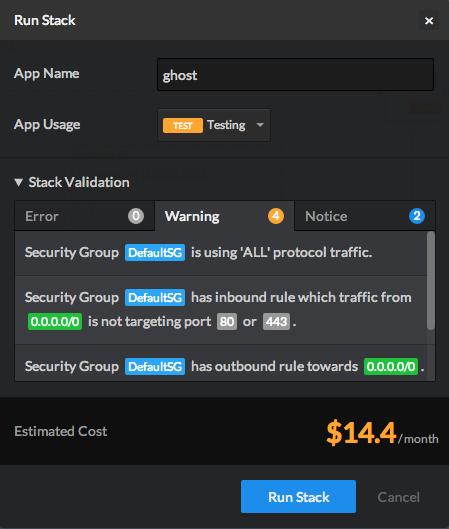 Run Stack ×
App Name ghost
App Usage TEST Testing
Stack Validation
Error 0 Warning 4 Notice 2
Security Group DefaultSG is using 'ALL' protocol traffic.
Security Group DefaultSG has inbound rule which traffic from
0.0.0.0/0 is not targeting port 80 or 443 .
Security Group DefaultSG has outbound rule towards 0.0.0.0/0 .
Estimated Cost $14.4/month
Run Stack Cancel